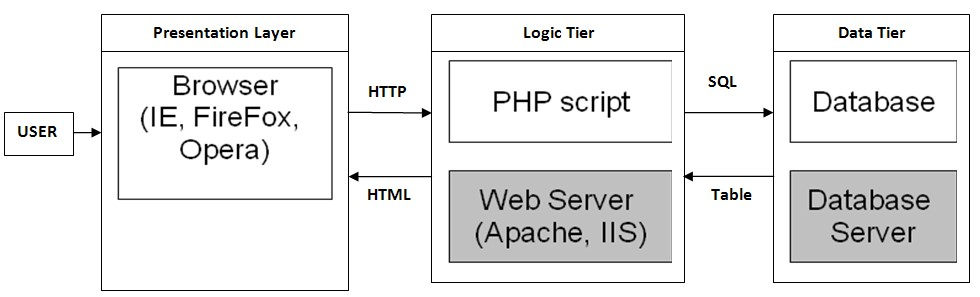 USER
Presentation Layer
Browser
(IE, FireFox,
Opera)
HTTP
HTML
Logic Tier
PHP script
Web Server
(Apache, IIS)
SQL
Table
Data Tier
Database
Database
Server